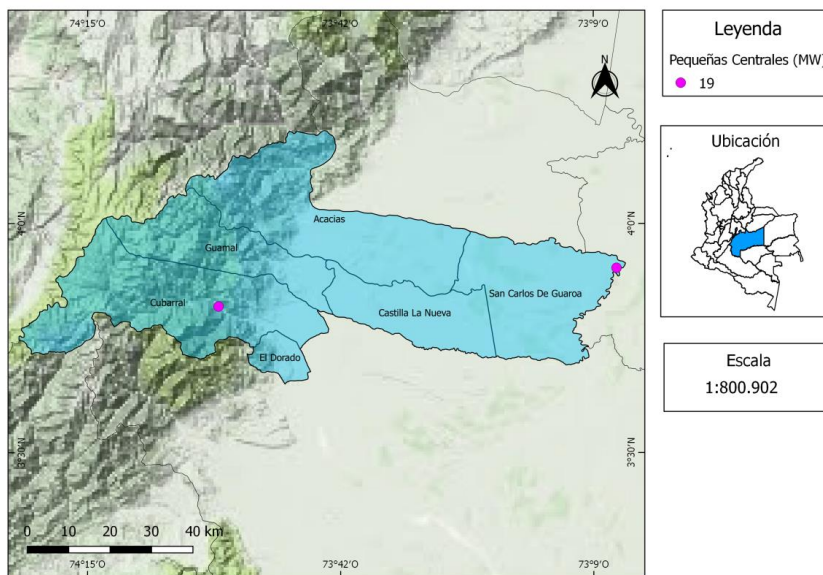 74°15'O 73°42'O 73°9'O
N
4°0'N 4°0'N
Acacias
Guamal
San Carlos De Guaroa
Cubarral
Castilla La Nueva
El Dorado
3°30'N 3°30'N
0 10 20 30 40 km
74°15'O 73°42'O 73°9'O
Leyenda
Pequeñas Centrales (MW)
19
Ubicación
Escala
1:800.902